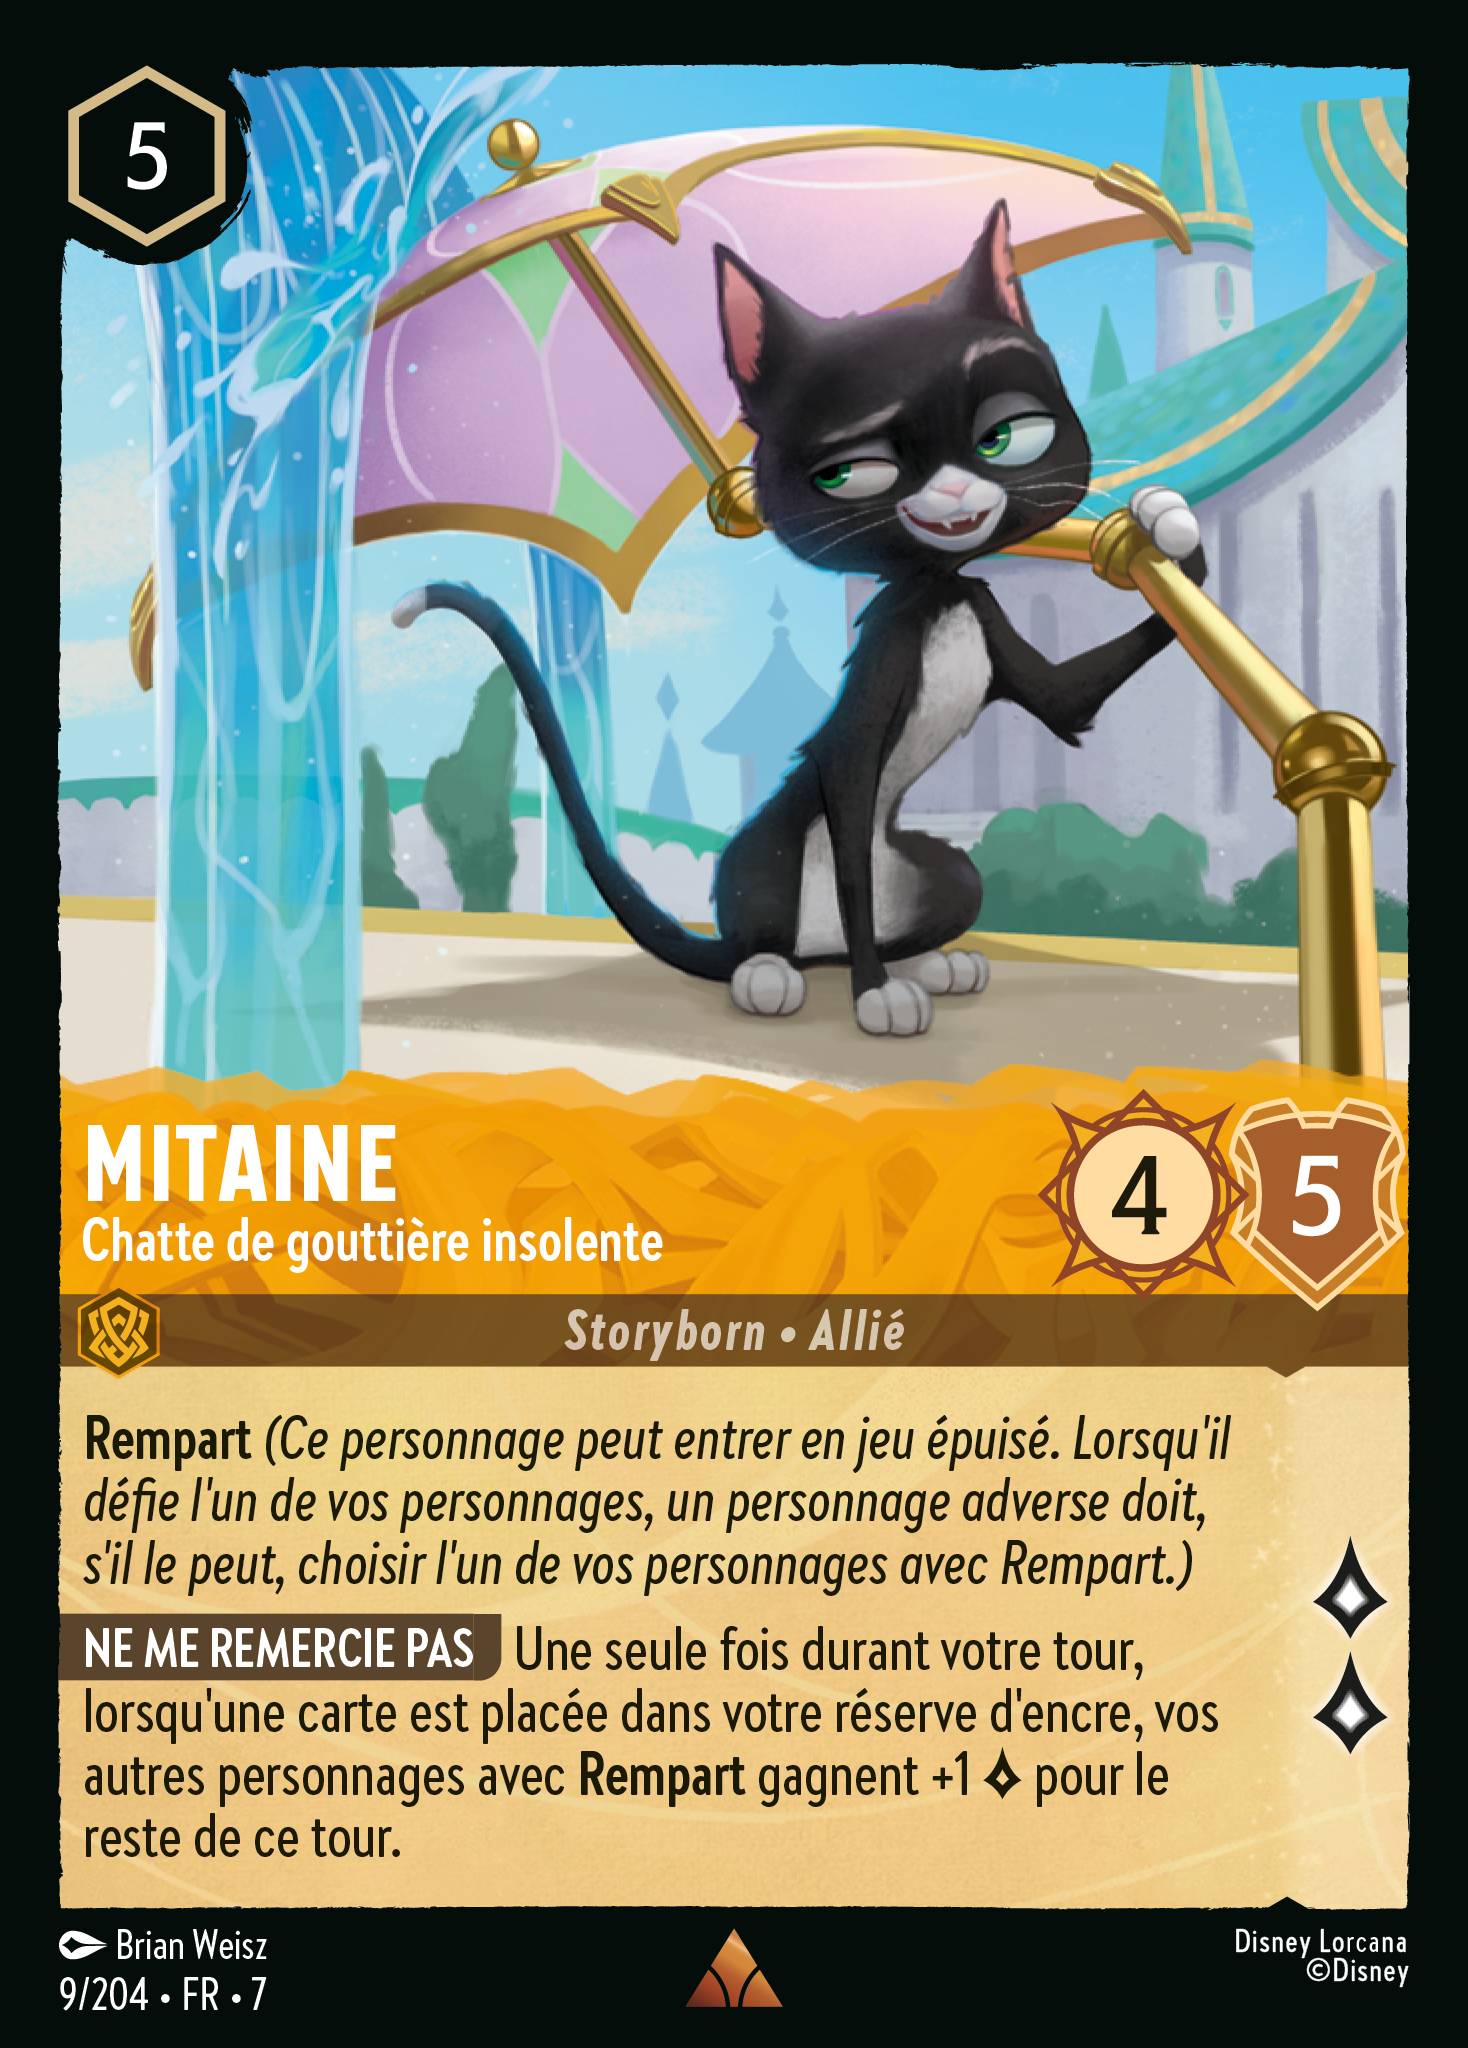 5
MITAINE
Chatte de gouttière insolente
4
5
Storyborn • Allié
Rempart (Ce personnage peut entrer en jeu épuisé. Lorsqu'il
défie l'un de vos personnages, un personnage adverse doit,
s'il le peut, choisir l'un de vos personnages avec Rempart.)
NE ME REMERCIE PAS Une seule fois durant votre tour,
lorsqu'une carte est placée dans votre réserve d'encre, vos
autres personnages avec Rempart gagnent +1 pour le
reste de ce tour.
Brian Weisz
9/204 • FR • 7
Disney Lorcana
©Disney